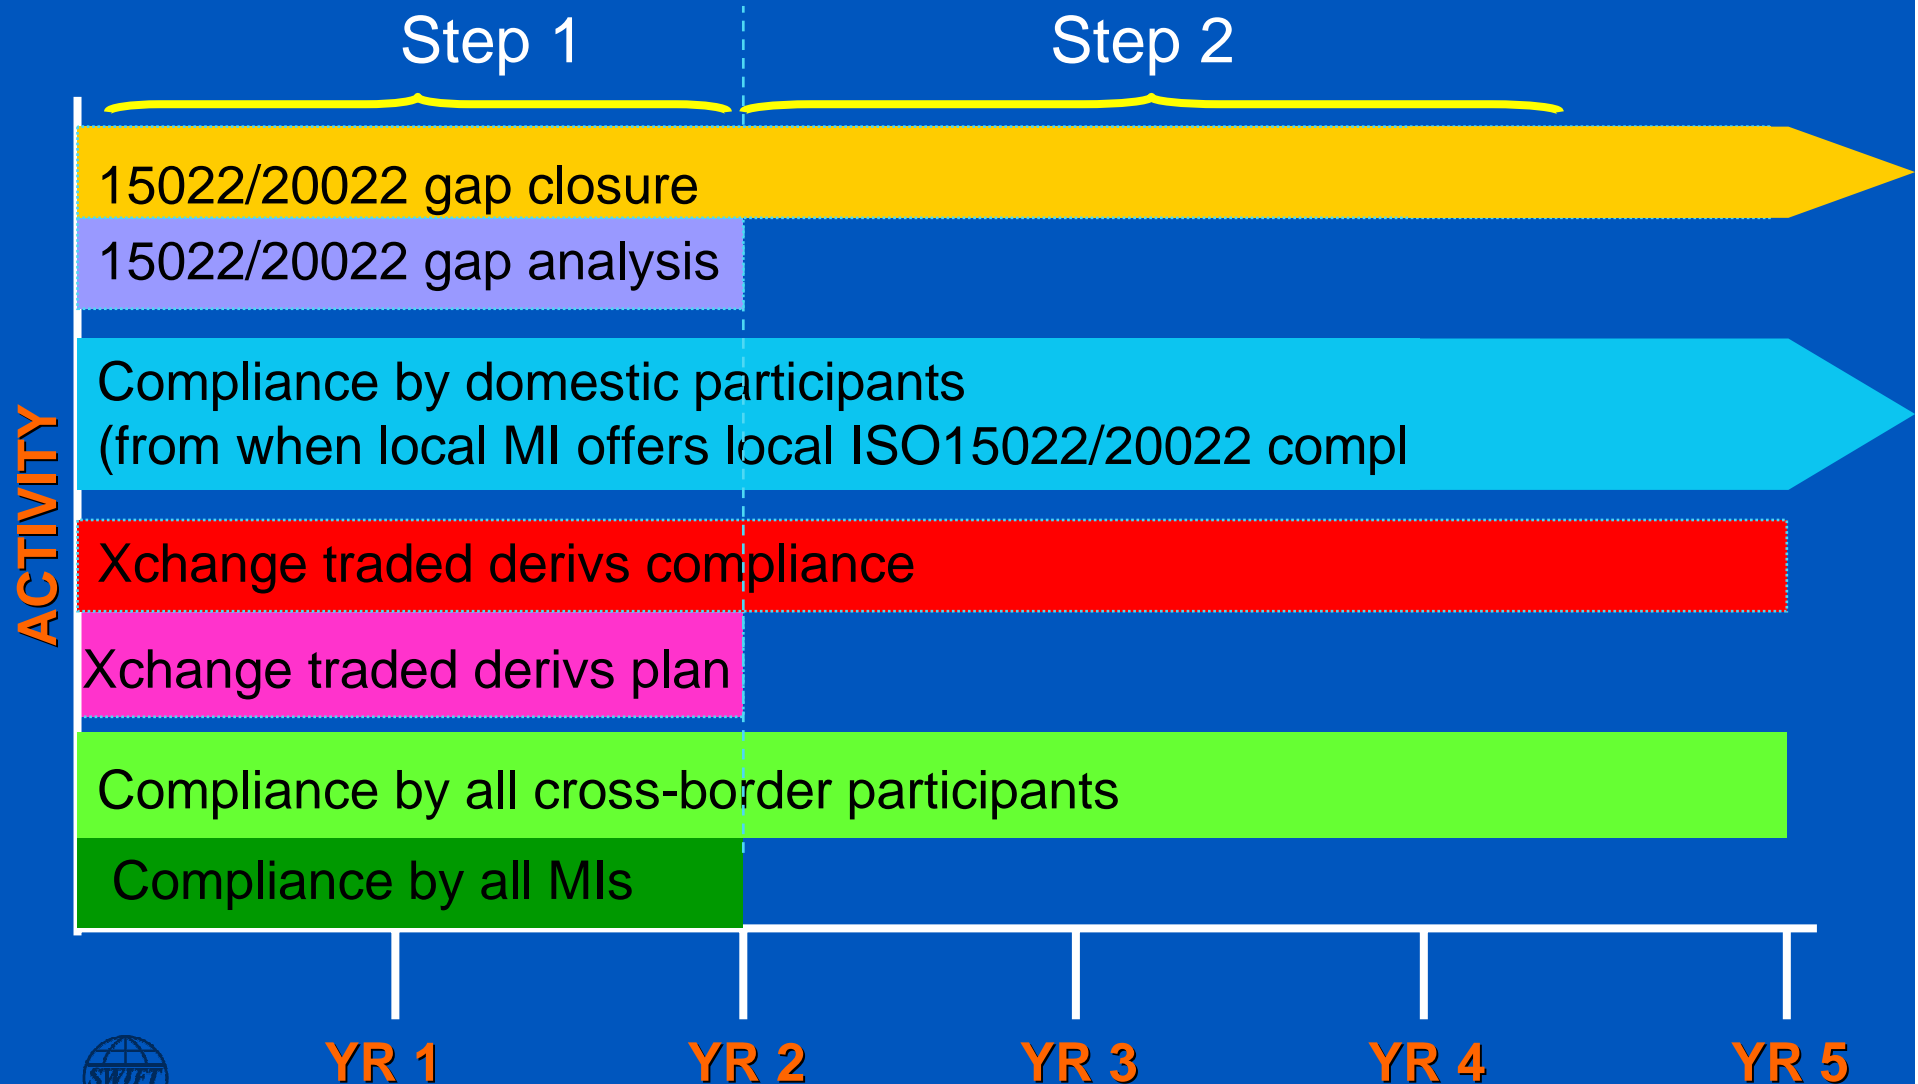 Step 1
Step 2
15022/20022 gap closure
15022/20022 gap analysis
Compliance by domestic participants
(from when local MI offers local ISO15022/20022 compl
Xchange traded derivs compliance
Xchange traded derivs plan
Compliance by all cross-border participants
Compliance by all MIs
ACTIVITY
YR 1
YR 2
YR 3
YR 4
YR 5
SWIFT